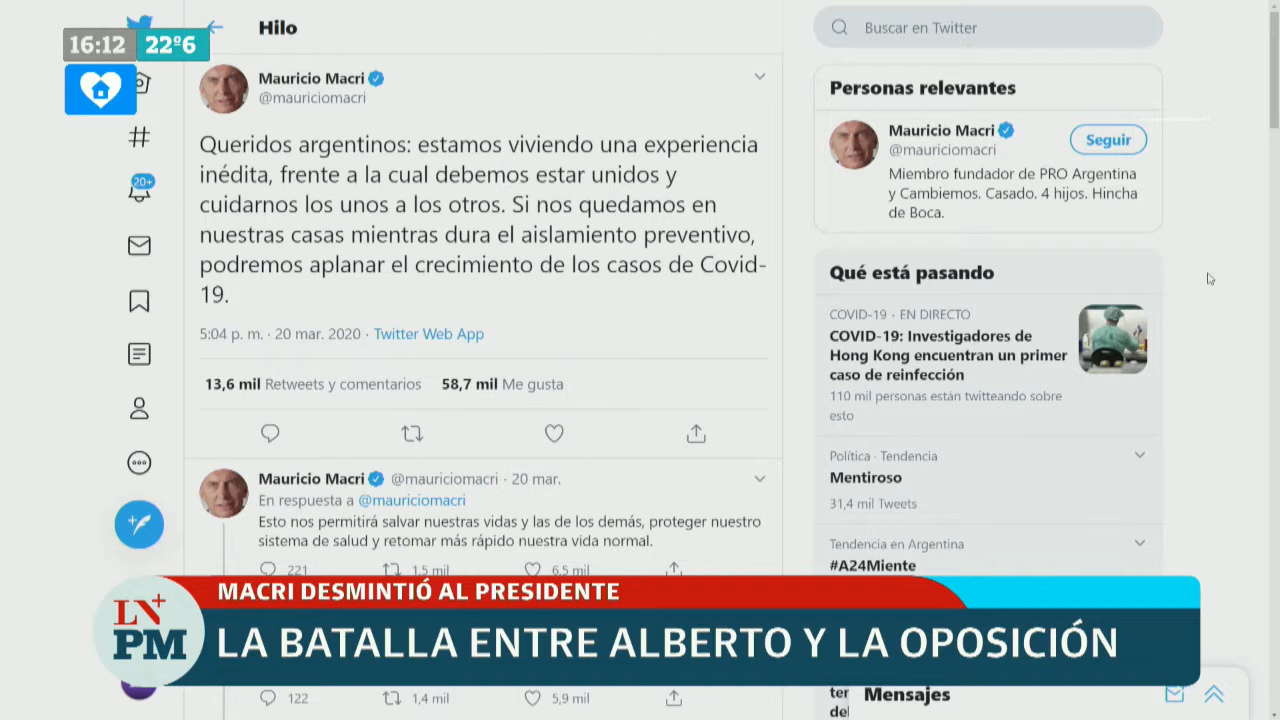 16:12 22º6
Hilo
Mauricio Macri
@mauriciomacri
Queridos argentinos: estamos viviendo una experiencia
inédita, frente a la cual debemos estar unidos y
cuidarnos los unos a los otros. Si nos quedamos en
nuestras casas mientras dura el aislamiento preventivo,
podremos aplanar el crecimiento de los casos de Covid-
19.
5:04 p. m. · 20 mar. 2020 · Twitter Web App
13,6 mil Retweets y comentarios 58,7 mil Me gusta
20+
Mauricio Macri @mauriciomacri · 20 mar.
En respuesta a @mauriciomacri
Esto nos permitirá salvar nuestras vidas y las de los demás, proteger nuestro
sistema de salud y retomar más rápido nuestra vida normal.
221 1,5 mil 6,5 mil
Buscar en Twitter
Personas relevantes
Mauricio Macri
@mauriciomacri
Seguir
Miembro fundador de PRO Argentina
y Cambiemos. Casado. 4 hijos. Hincha
de Boca.
Qué está pasando
COVID-19 · EN DIRECTO
COVID-19: Investigadores de
Hong Kong encuentran un primer
caso de reinfección
110 mil personas están twitteando sobre
esto
Política · Tendencia
Mentiroso
31,4 mil Tweets
Tendencia en Argentina
#A24Miente
LN+
PM
MACRI DESMINTIÓ AL PRESIDENTE
LA BATALLA ENTRE ALBERTO Y LA OPOSICIÓN
122 1,4 mil 5,9 mil
Mensajes